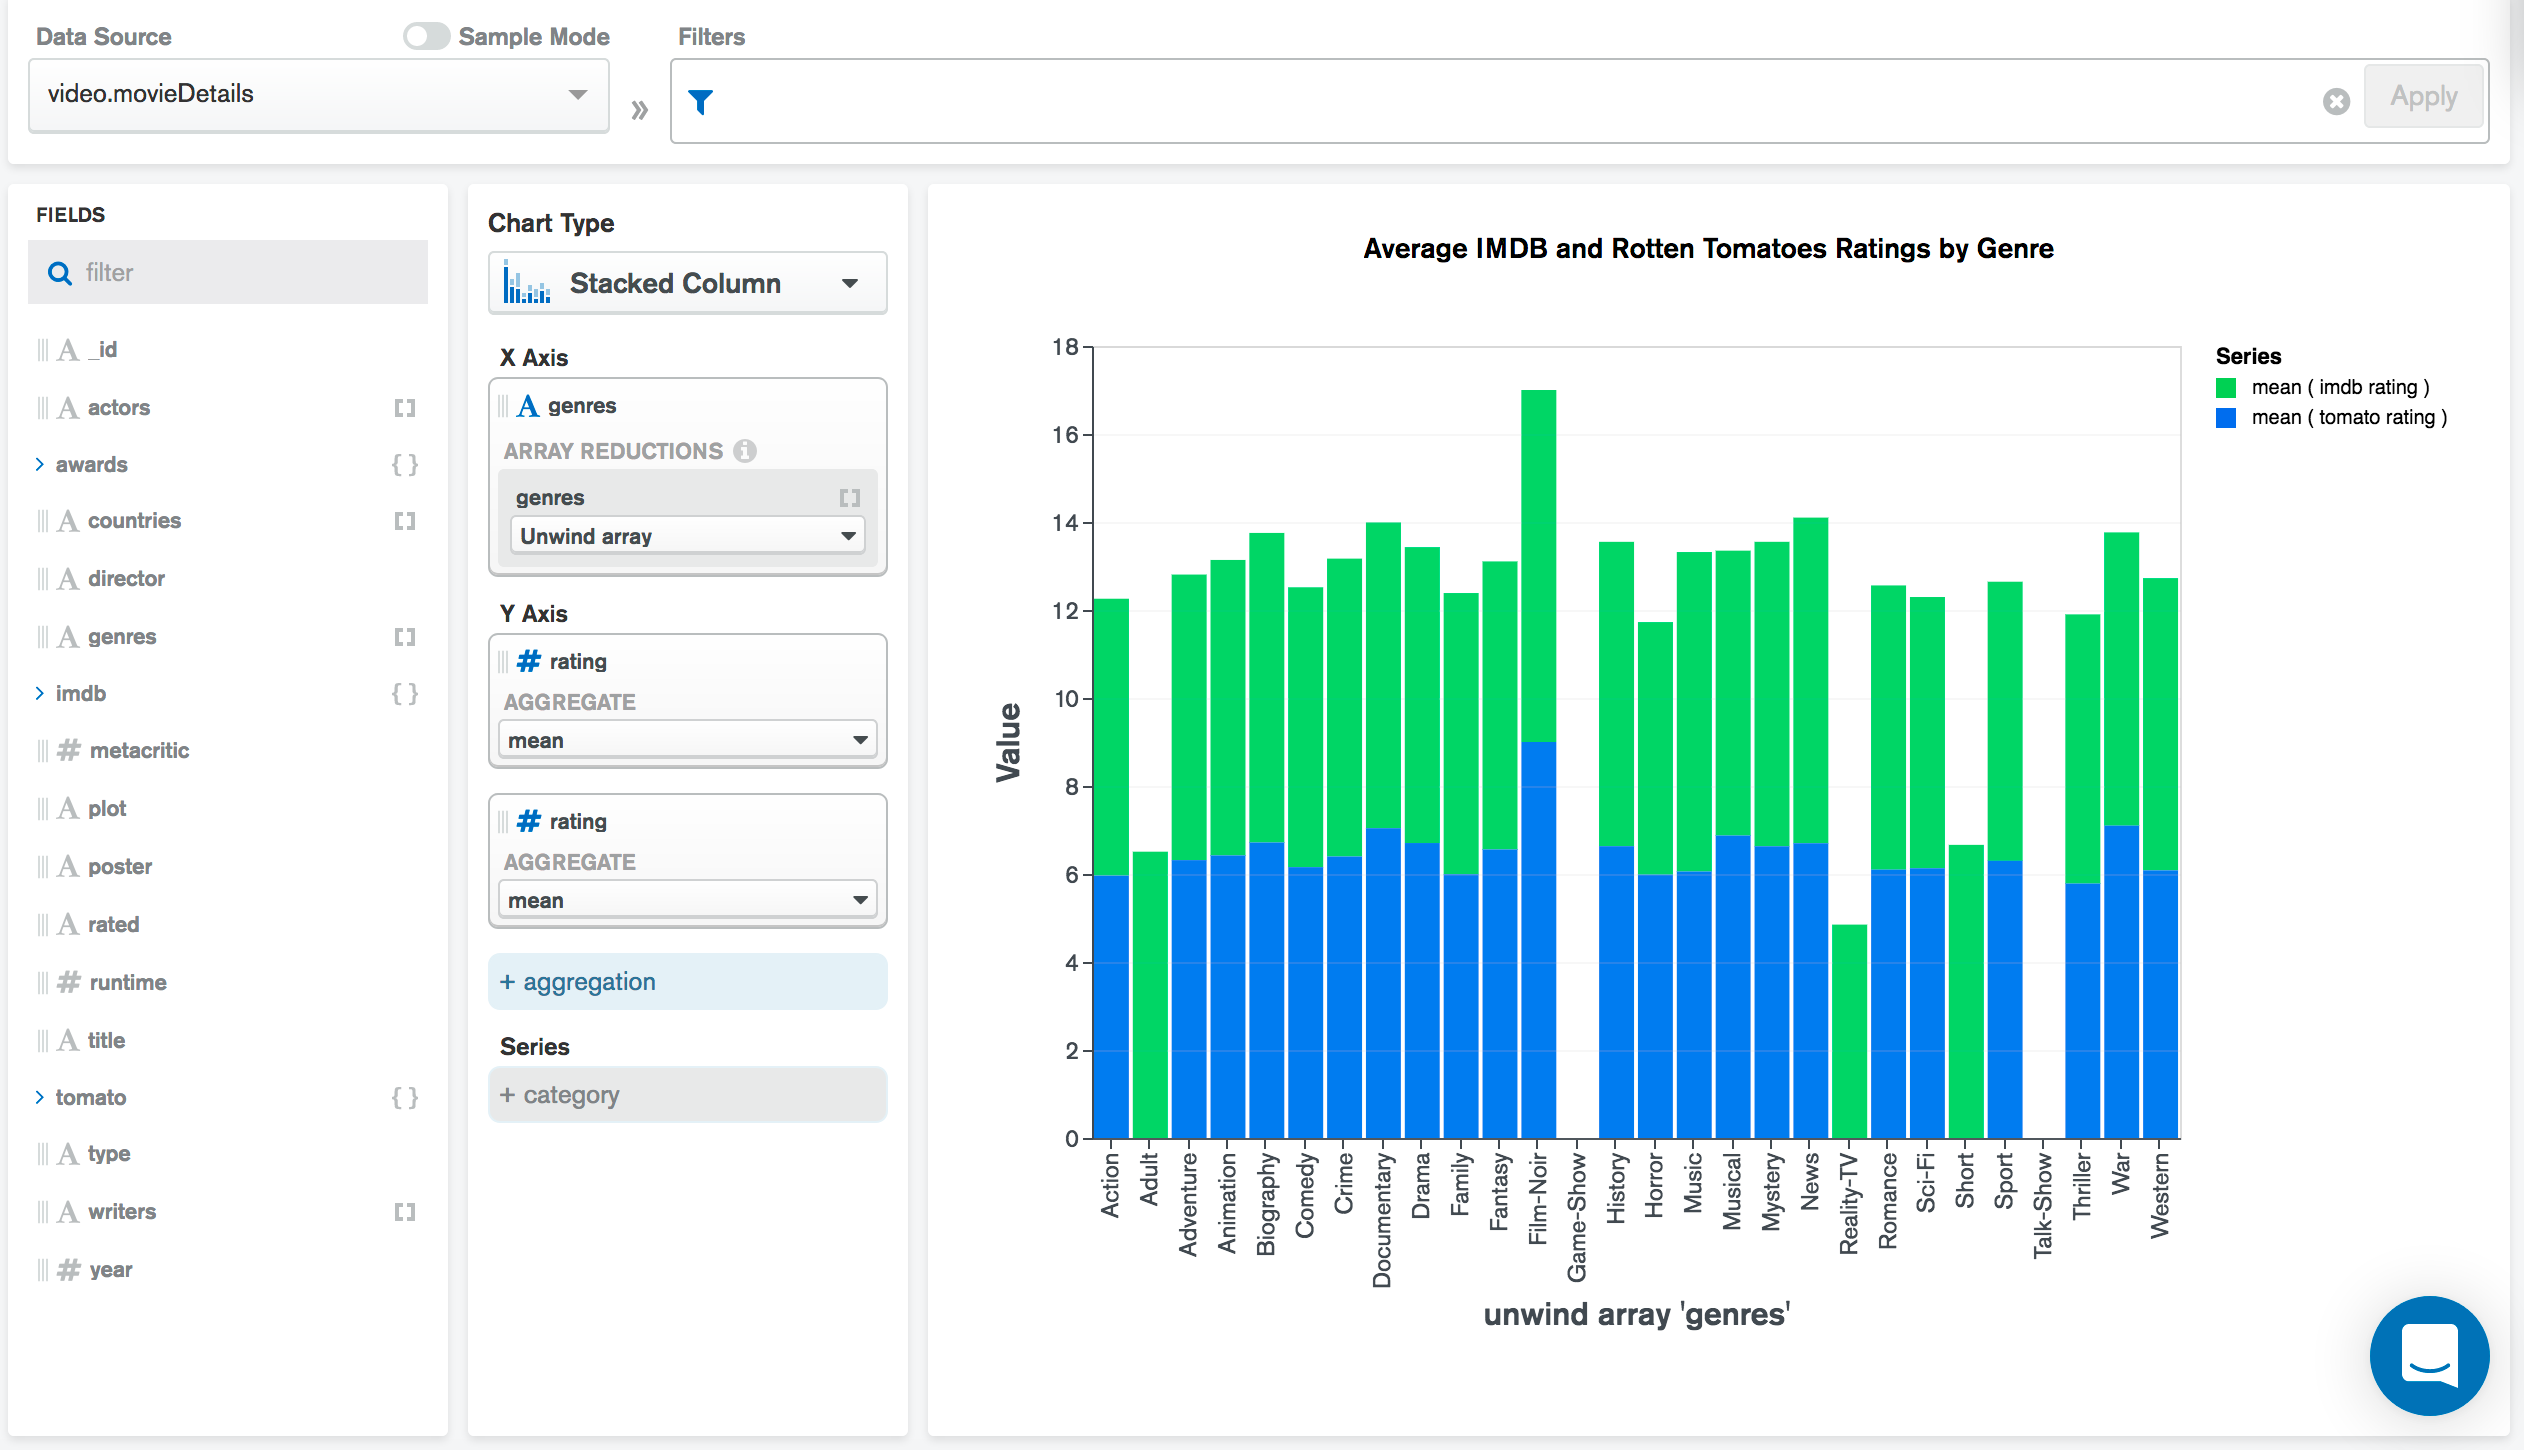 Data Source
Sample Mode
Filters
video.movieDetails
»
Apply
FIELDS
filter
A _id
A actors [ ]
> awards { }
A countries [ ]
A director
A genres [ ]
> imdb { }
# metacritic
A plot
A poster
A rated
# runtime
A title
> tomato { }
A type
A writers [ ]
# year
Chart Type
Stacked Column
X Axis
A genres
ARRAY REDUCTIONS i
genres [ ]
Unwind array
Y Axis
# rating
AGGREGATE
mean
# rating
AGGREGATE
mean
+ aggregation
Series
+ category
Average IMDB and Rotten Tomatoes Ratings by Genre
Value
18
16
14
12
10
8
6
4
2
0
Action
Adult
Adventure
Animation
Biography
Comedy
Crime
Documentary
Drama
Family
Fantasy
Film-Noir
Game-Show
History
Horror
Music
Musical
Mystery
News
Reality-TV
Romance
Sci-Fi
Short
Sport
Talk-Show
Thriller
War
Western
unwind array 'genres'
Series
mean ( imdb rating )
mean ( tomato rating )